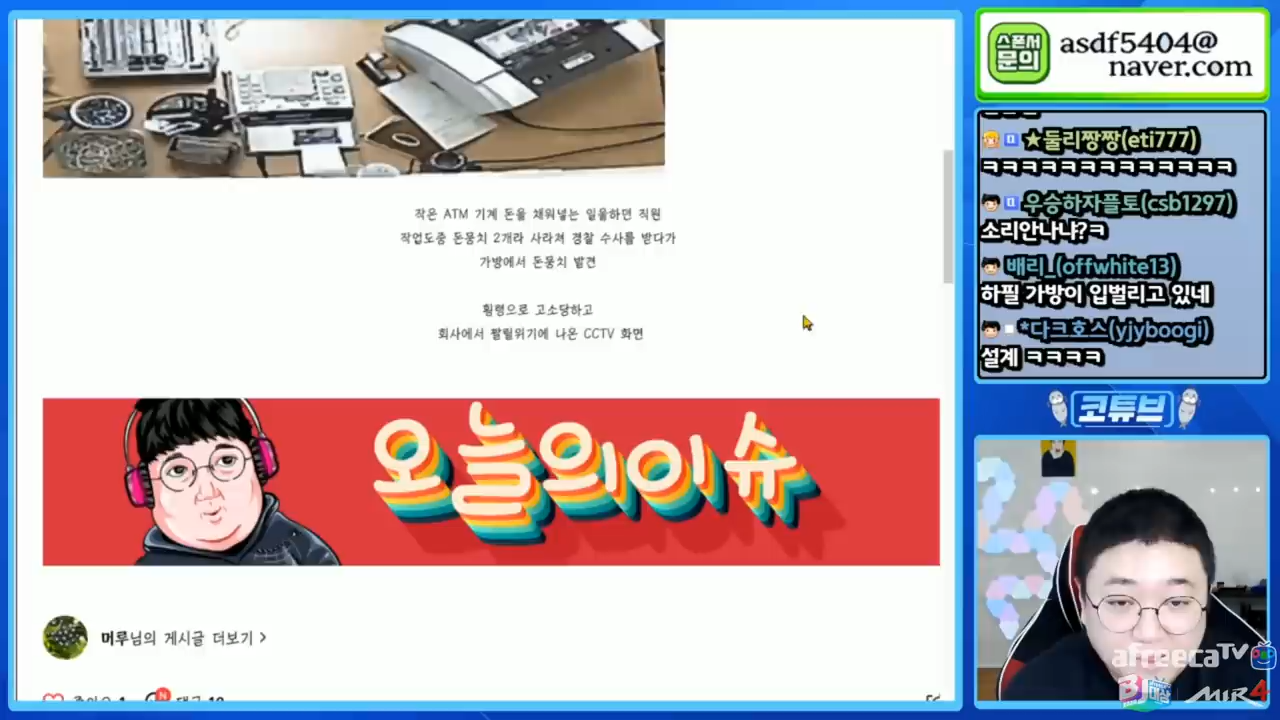 작은 ATM 기계 돈을 채워넣는 일을하던 직원
작업도중 돈뭉치 2개라 사라져 경찰 수사를 받다가
가방에서 돈뭉치 발견
횡령으로 고소당하고
회사에서 짤릴위기에 나온 CCTV 화면
오늘의이슈
머루님의 게시글 더보기 >
N
스폰서
문의
asdf5404@
naver.com
★둘리짱짱(eti777)
ㅋㅋㅋㅋㅋㅋㅋㅋㅋㅋㅋㅋㅋ
우승하자플토(csb1297)
소리안나냐?ㅋ
배리_(offwhite13)
하필 가방이 입벌리고 있네
*다크호스(yjyboogi)
설계 ㅋㅋㅋㅋ
코튜브
afreecaTV
BJ대상
MIR4